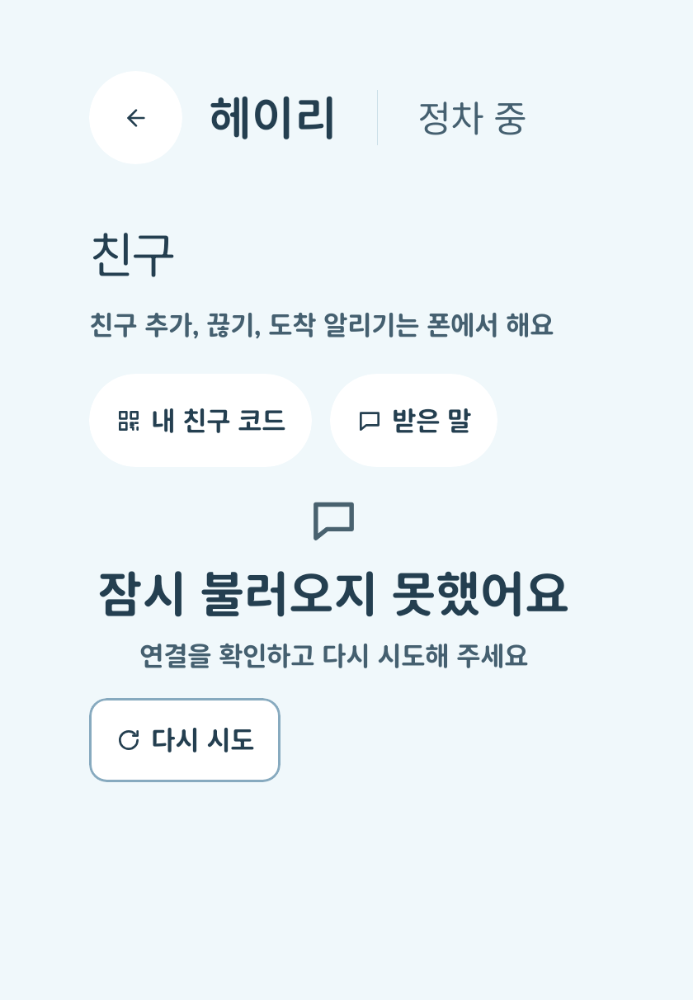 헤이리
정차 중
친구
친구 추가, 끊기, 도착 알리기는 폰에서 해요
내 친구 코드
받은 말
잠시 불러오지 못했어요
연결을 확인하고 다시 시도해 주세요
다시 시도